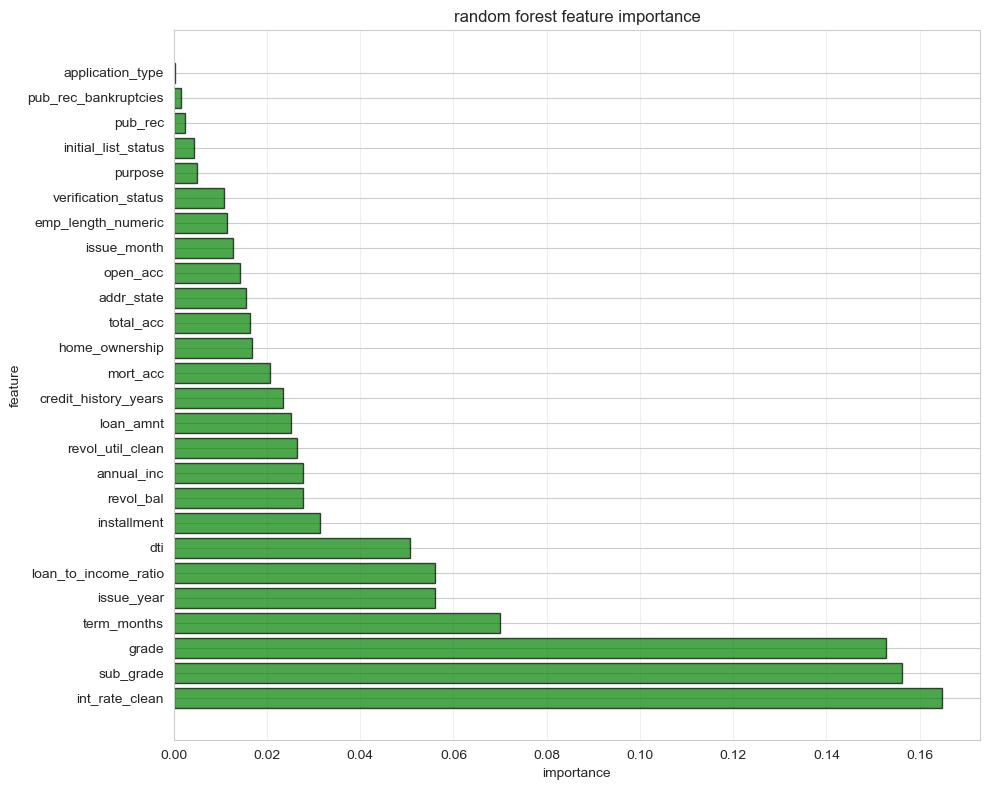 random forest feature importance
application_type
pub_rec_bankruptcies
pub_rec
initial_list_status
purpose
verification_status
emp_length_numeric
issue_month
open_acc
addr_state
total_acc
home_ownership
mort_acc
credit_history_years
loan_amnt
revol_util_clean
annual_inc
revol_bal
installment
dti
loan_to_income_ratio
issue_year
term_months
grade
sub_grade
int_rate_clean
feature
0.00 0.02 0.04 0.06 0.08 0.10 0.12 0.14 0.16
importance